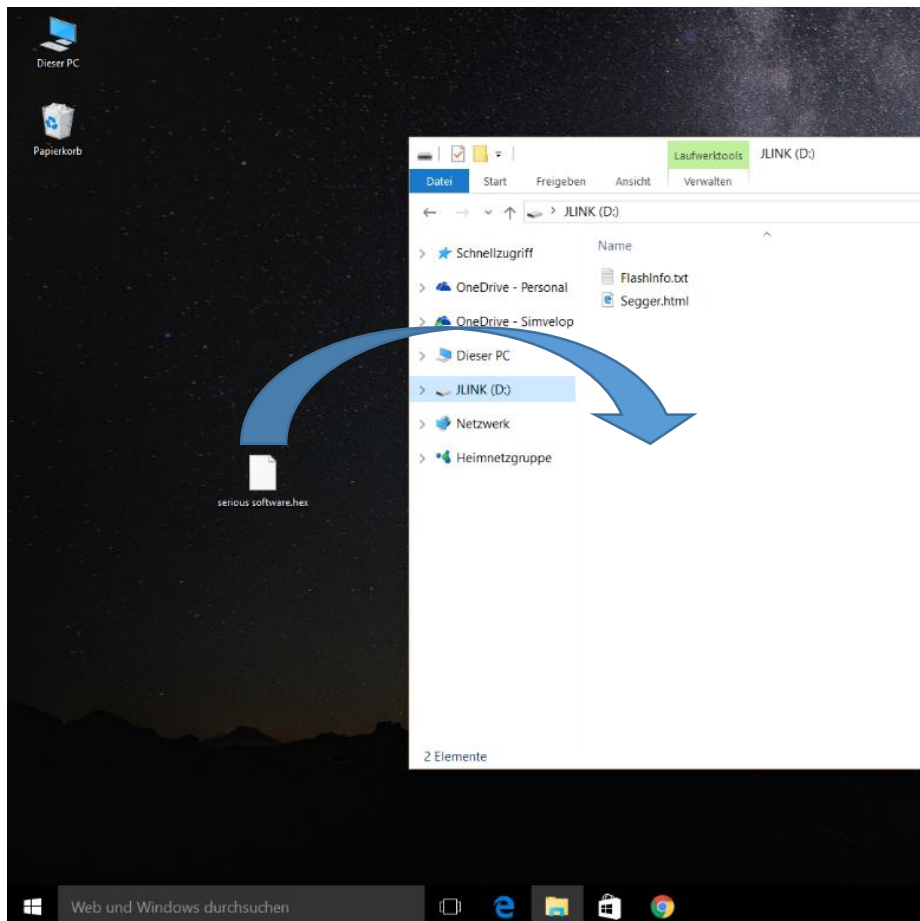 Dieser PC
Papierkorb
serious software.hex
Laufwerktools JLINK (D:)
Datei Start Freigeben Ansicht Verwalten
JLINK (D:)
Name
Schnellzugriff
OneDrive - Personal
OneDrive - Simvelop
Dieser PC
JLINK (D:)
Netzwerk
Heimnetzgruppe
FlashInfo.txt
Segger.html
2 Elemente
Web und Windows durchsuchen